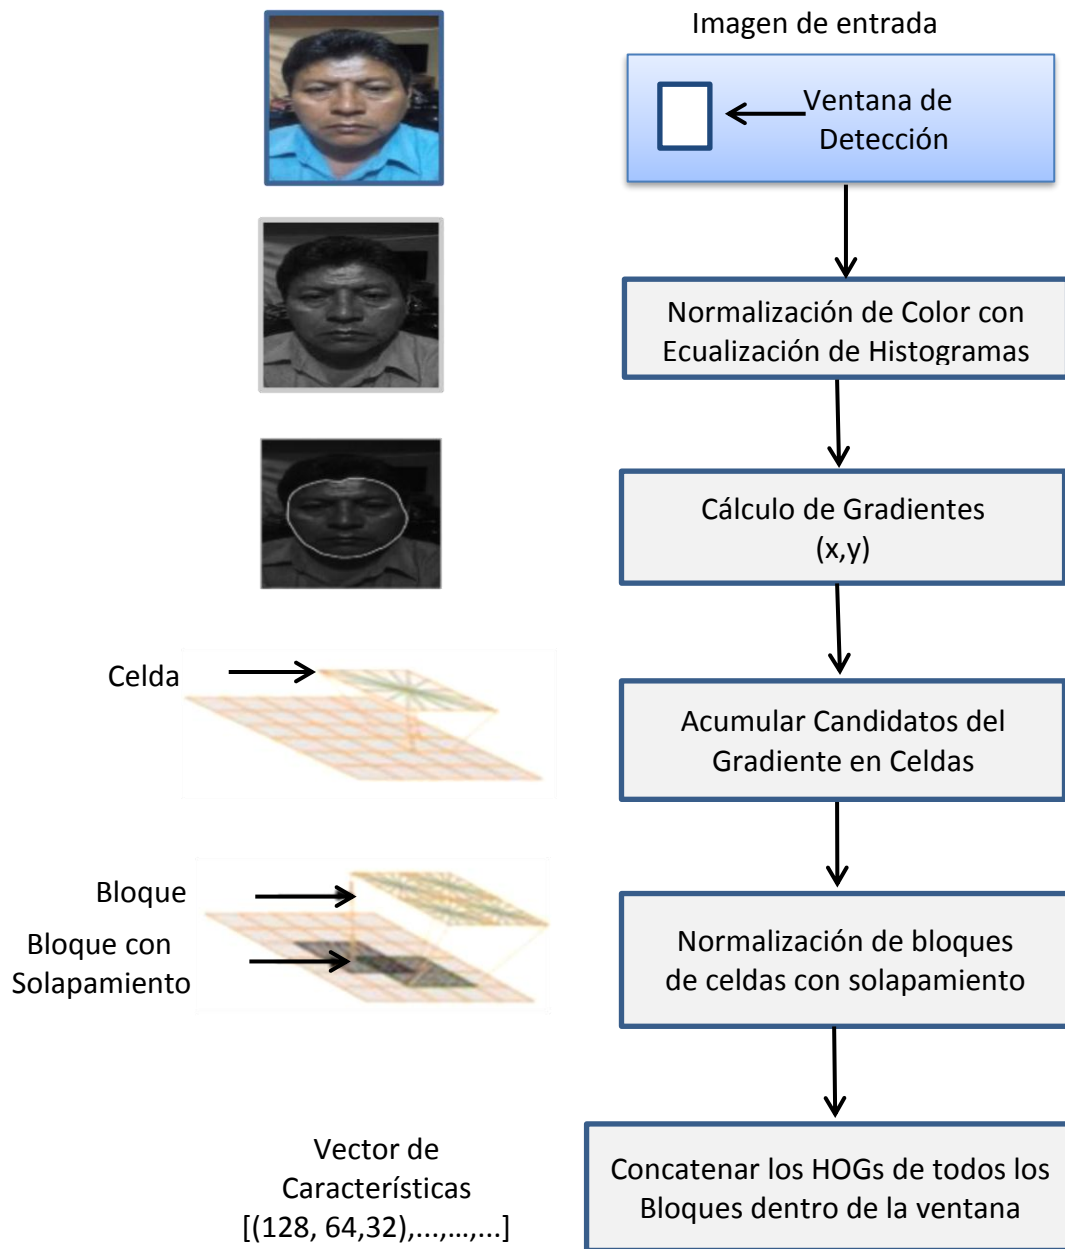 Imagen de entrada
Ventana de
Detección
Normalización de Color con
Ecualización de Histogramas
Cálculo de Gradientes
(x,y)
Celda
Acumular Candidatos del
Gradiente en Celdas
Bloque
Bloque con
Solapamiento
Normalización de bloques
de celdas con solapamiento
Vector de
Características
[(128, 64,32),...,...,...]
Concatenar los HOGs de todos los
Bloques dentro de la ventana